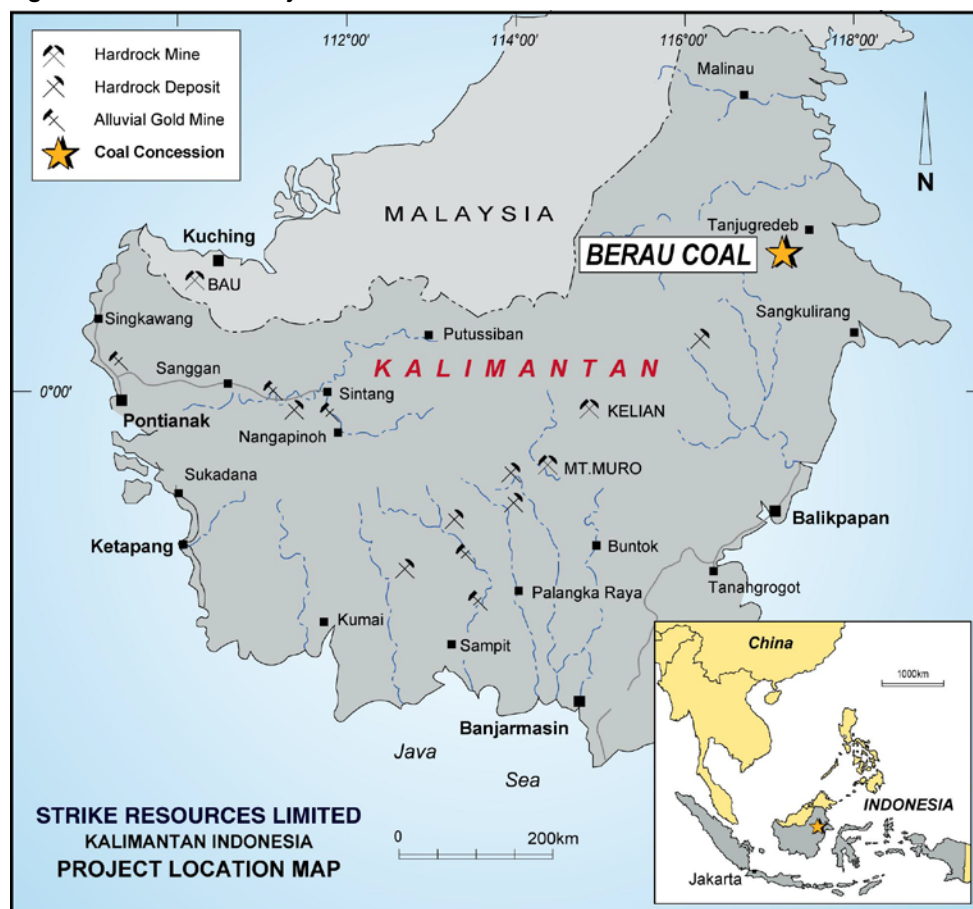 112°00'
114°00'
116°00'
118°00'
Hardrock Mine
Hardrock Deposit
Alluvial Gold Mine
Coal Concession
Malinau
N
MALAYSIA
Tanjugredeb
Kuching
BERAU COAL
BAU
Sangkulirang
Singkawang
Putussiban
KALIMANTAN
Sanggan
0°00'
Sintang
KELIAN
Pontianak
Nangapinoh
MT.MURO
Sukadana
Balikpapan
Ketapang
Buntok
Tanahgrogot
Palangka Raya
Kumai
Sampit
Banjarmasin
Java
Sea
STRIKE RESOURCES LIMITED
KALIMANTAN INDONESIA
PROJECT LOCATION MAP
0
200km
China
1000km
INDONESIA
Jakarta